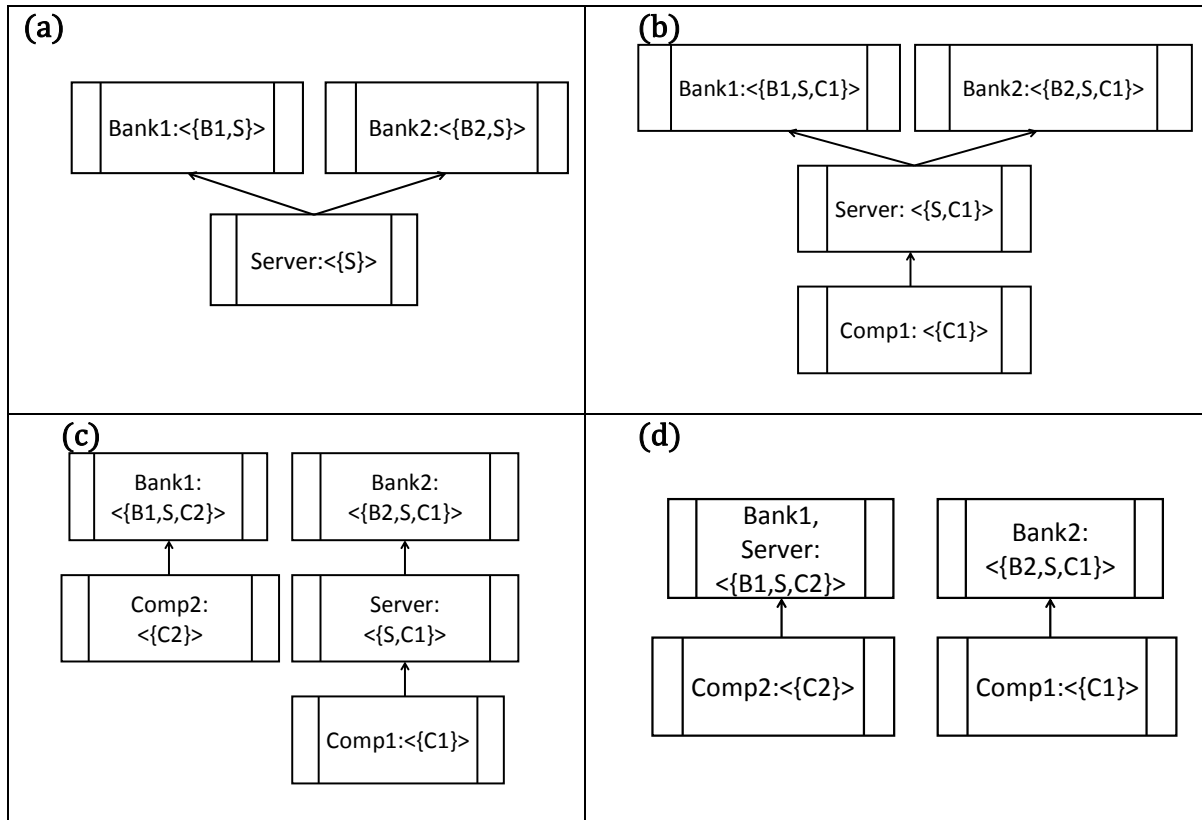 (a)
Bank1:<{B1,S}>
Bank2:<{B2,S}>
Server:<{S}>
(b)
Bank1:<{B1,S,C1}>
Bank2:<{B2,S,C1}>
Server: <{S,C1}>
Comp1: <{C1}>
(c)
Bank1:
<{B1,S,C2}>
Bank2:
<{B2,S,C1}>
Comp2:
<{C2}>
Server:
<{S,C1}>
Comp1:<{C1}>
(d)
Bank1,
Server:
<{B1,S,C2}>
Bank2:
<{B2,S,C1}>
Comp2:<{C2}>
Comp1:<{C1}>